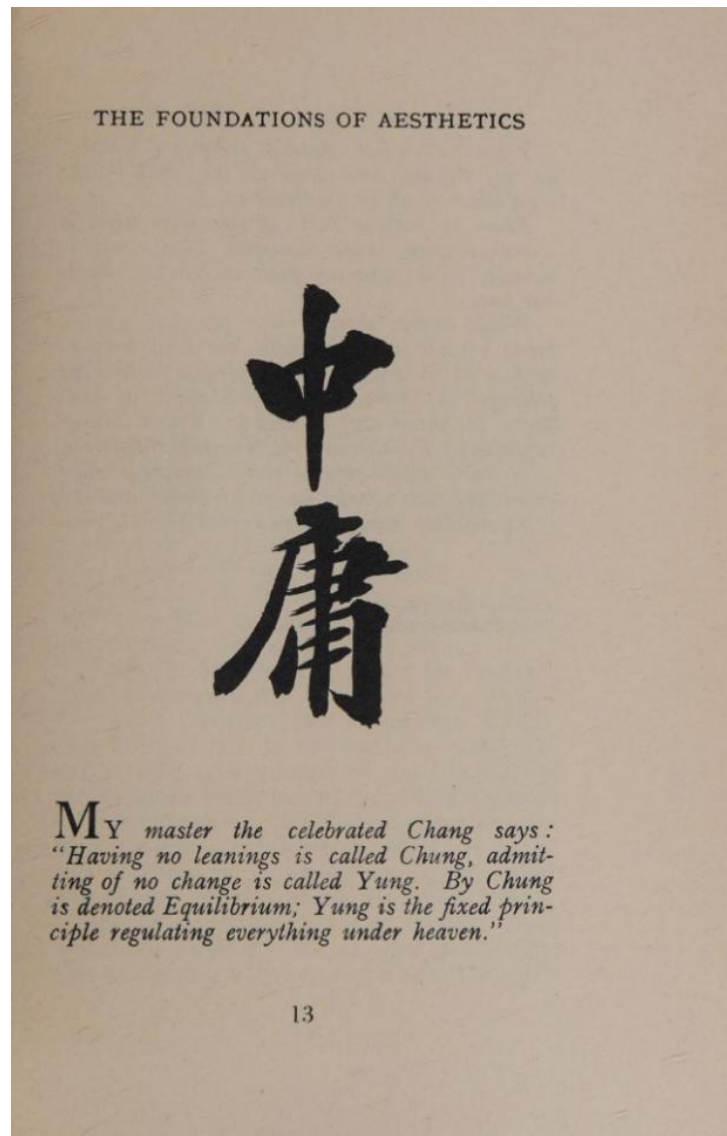 THE FOUNDATIONS OF AESTHETICS
中
庸
MY master the celebrated Chang says :
“Having no leanings is called Chung, admit-
ting of no change is called Yung. By Chung
is denoted Equilibrium; Yung is the fixed prin-
ciple regulating everything under heaven.”
13